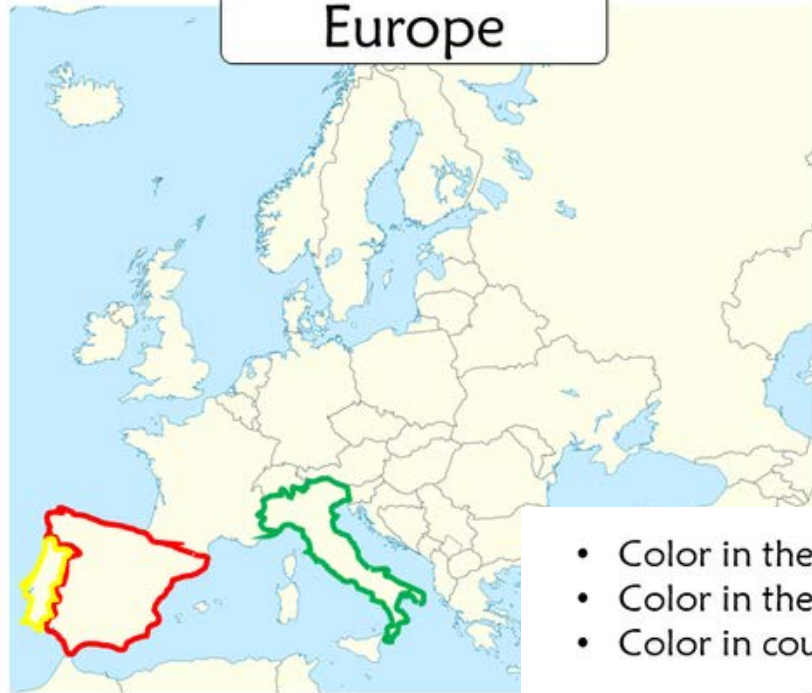 Europe
• Color in the
• Color in the
• Color in cou